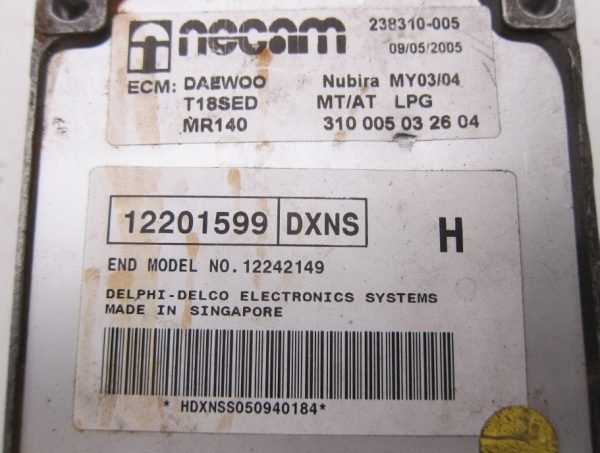 necam 238310-005
09/05/2005
ECM: DAEWOO Nubira MY03/04
T18SED MT/AT LPG
MR140 310 005 03 26 04
12201599 DXNS H
END MODEL NO. 12242149
DELPHI-DELCO ELECTRONICS SYSTEMS
MADE IN SINGAPORE
* HDXNSS050940184*